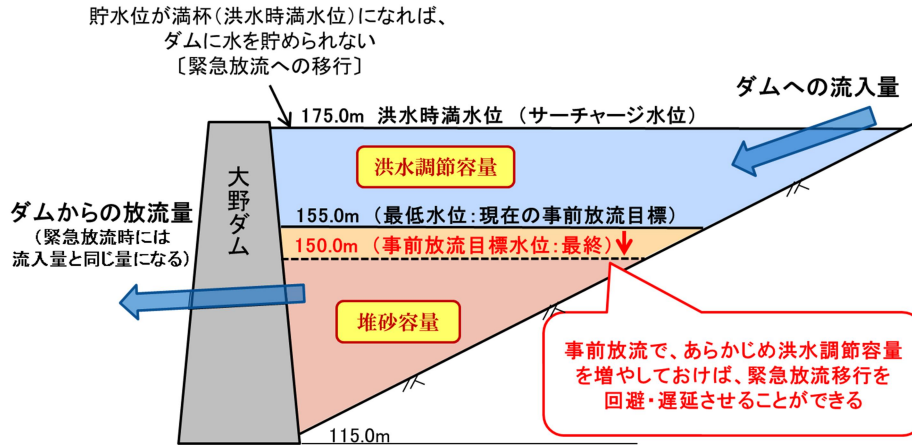 貯水位が満杯（洪水時満水位）になれば、
ダムに水を貯められない
〔緊急放流への移行〕
ダムへの流入量
175.0m 洪水時満水位 （サーチャージ水位）
洪水調節容量
大野ダム
ダムからの放流量
（緊急放流時には
流入量と同じ量になる）
155.0m （最低水位：現在の事前放流目標）
150.0m（事前放流目標水位：最終）
堆砂容量
事前放流で、あらかじめ洪水調節容量
を増やしておけば、緊急放流移行を
回避・遅延させることができる
115.0m